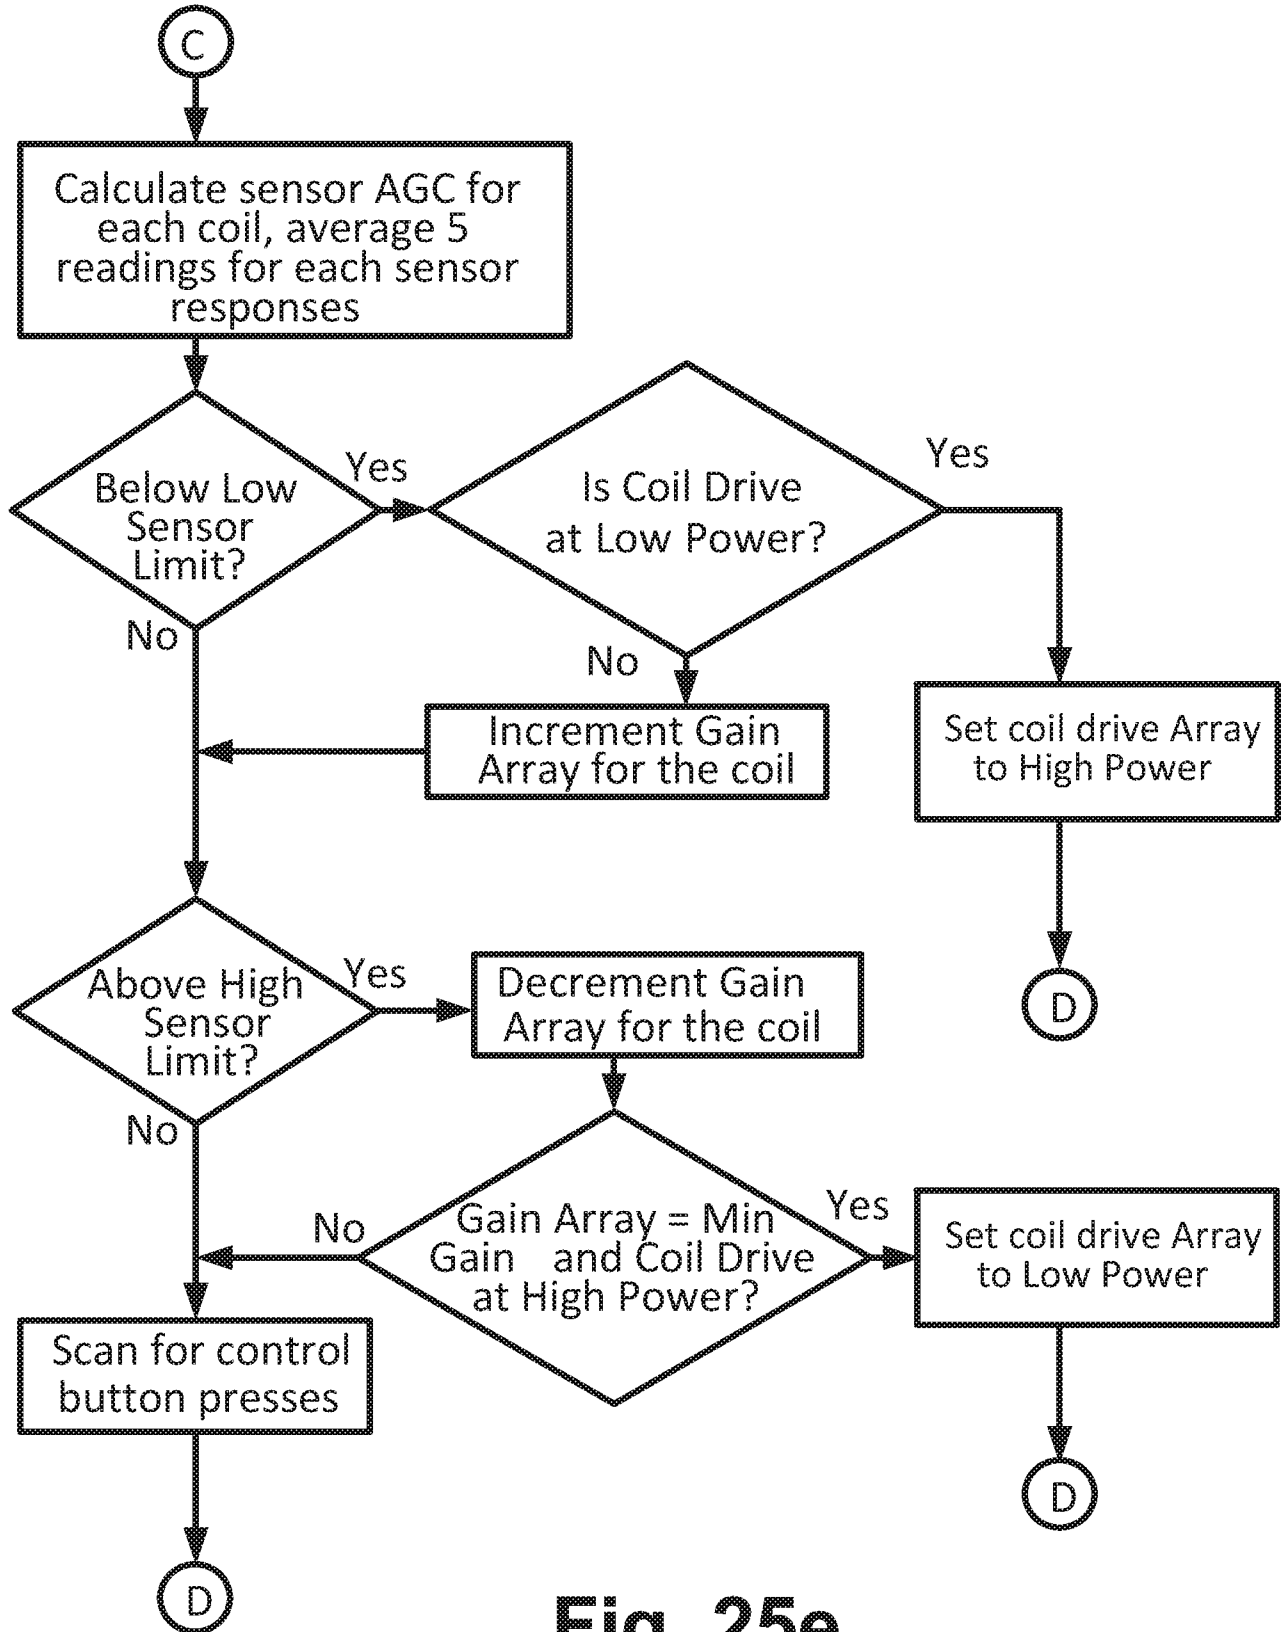 C
Calculate sensor AGC for
each coil, average 5
readings for each sensor
responses
Below Low
Sensor
Limit?
Yes
No
Is Coil Drive
at Low Power?
Yes
No
Increment Gain
Array for the coil
Set coil drive Array
to High Power
D
Above High
Sensor
Limit?
Yes
No
Decrement Gain
Array for the coil
Gain Array = Min
Gain and Coil Drive
at High Power?
No
Yes
Set coil drive Array
to Low Power
D
Scan for control
button presses
D
Fig. 25e